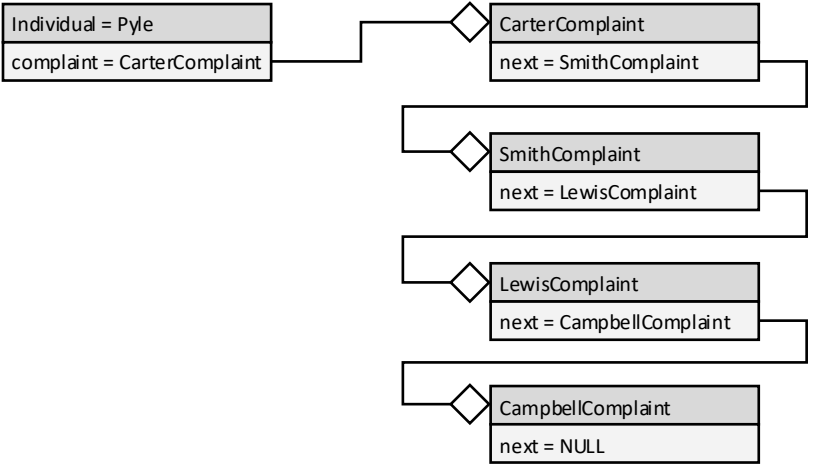 Individual = Pyle
complaint = CarterComplaint
CarterComplaint
next = SmithComplaint
SmithComplaint
next = LewisComplaint
LewisComplaint
next = CampbellComplaint
CampbellComplaint
next = NULL